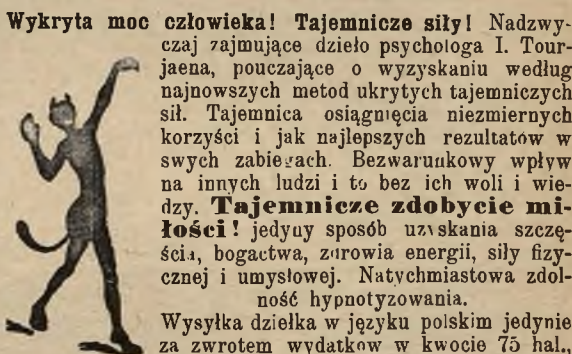 Wykryta moc człowieka! Tajemnicze siły! Nadzwy-
czaj zajmujące dzieło psychologa I. Tour-
jaena, pouczające o wyzyskaniu według
najnowszych metod ukrytych tajemniczych
sił. Tajemnica osiągnięcia niezmiernych
korzyści i jak najlepszych rezultatów w
swych zabiegach. Bezwarunkowy wpływ
na innych ludzi i to bez ich woli i wie-
dzy. Tajemnicze zdobycie mi-
łości! jedyny sposób uzyskania szczę-
ścia, bogactwa, zdrowia energii, siły fizy-
cznej i umysłowej. Natychmiastowa zdol-
ność hypnotyzowania.
Wysyłka dziełka w języku polskim jedynie
za zwrotem wydatków w kwocie 75 hal.,